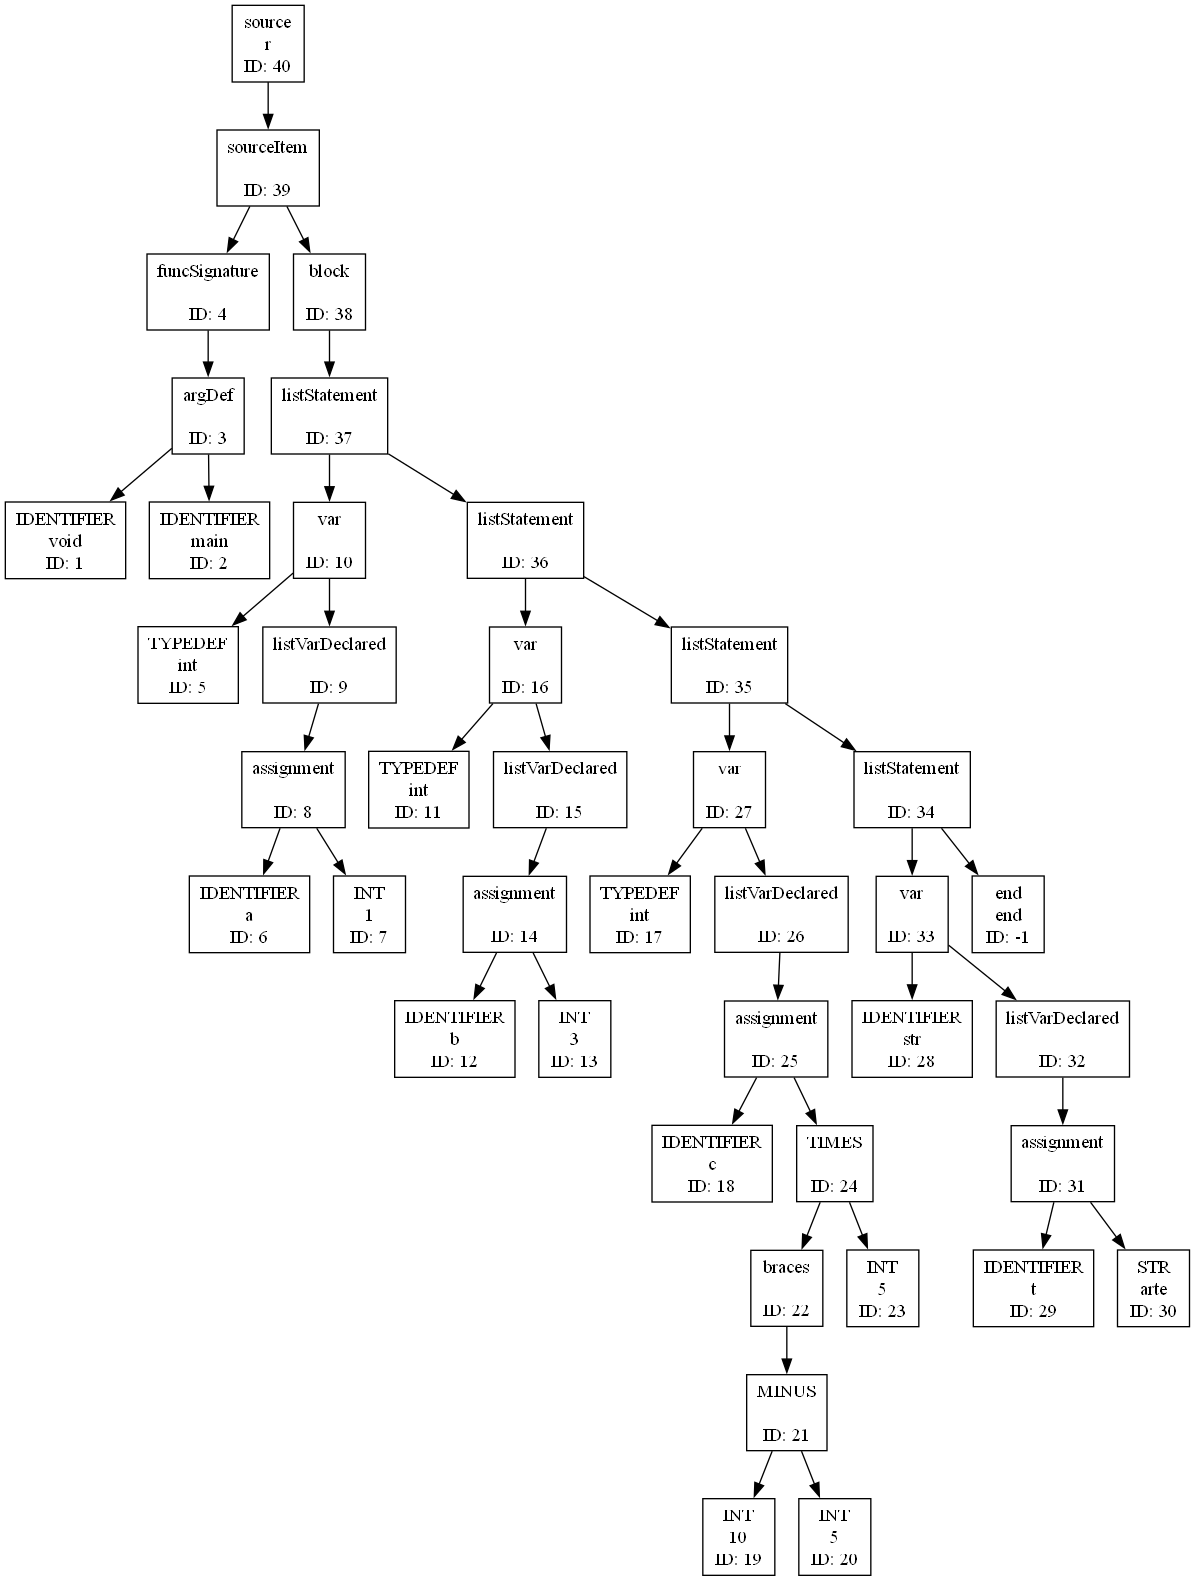 source
r
ID: 40
sourceItem
ID: 39
funcSignature
ID: 4
block
ID: 38
argDef
ID: 3
listStatement
ID: 37
IDENTIFIER
void
ID: 1
IDENTIFIER
main
ID: 2
var
ID: 10
listStatement
ID: 36
TYPEDEF
int
ID: 5
listVarDeclared
ID: 9
var
ID: 16
listStatement
ID: 35
assignment
ID: 8
TYPEDEF
int
ID: 11
listVarDeclared
ID: 15
var
ID: 27
listStatement
ID: 34
IDENTIFIER
a
ID: 6
INT
1
ID: 7
assignment
ID: 14
TYPEDEF
int
ID: 17
listVarDeclared
ID: 26
var
ID: 33
end
end
ID: -1
IDENTIFIER
b
ID: 12
INT
3
ID: 13
assignment
ID: 25
IDENTIFIER
str
ID: 28
listVarDeclared
ID: 32
IDENTIFIER
c
ID: 18
TIMES
ID: 24
assignment
ID: 31
braces
ID: 22
INT
5
ID: 23
IDENTIFIER
t
ID: 29
STR
arte
ID: 30
MINUS
ID: 21
INT
10
ID: 19
INT
5
ID: 20